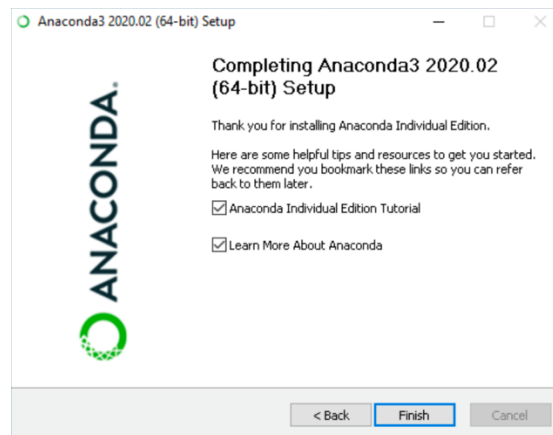 Anaconda3 2020.02 (64-bit) Setup
Completing Anaconda3 2020.02
(64-bit) Setup
Thank you for installing Anaconda Individual Edition.
Here are some helpful tips and resources to get you started.
We recommend you bookmark these links so you can refer
back to them later.
Anaconda Individual Edition Tutorial
Learn More About Anaconda
ANACONDA.
< Back
Finish
Cancel